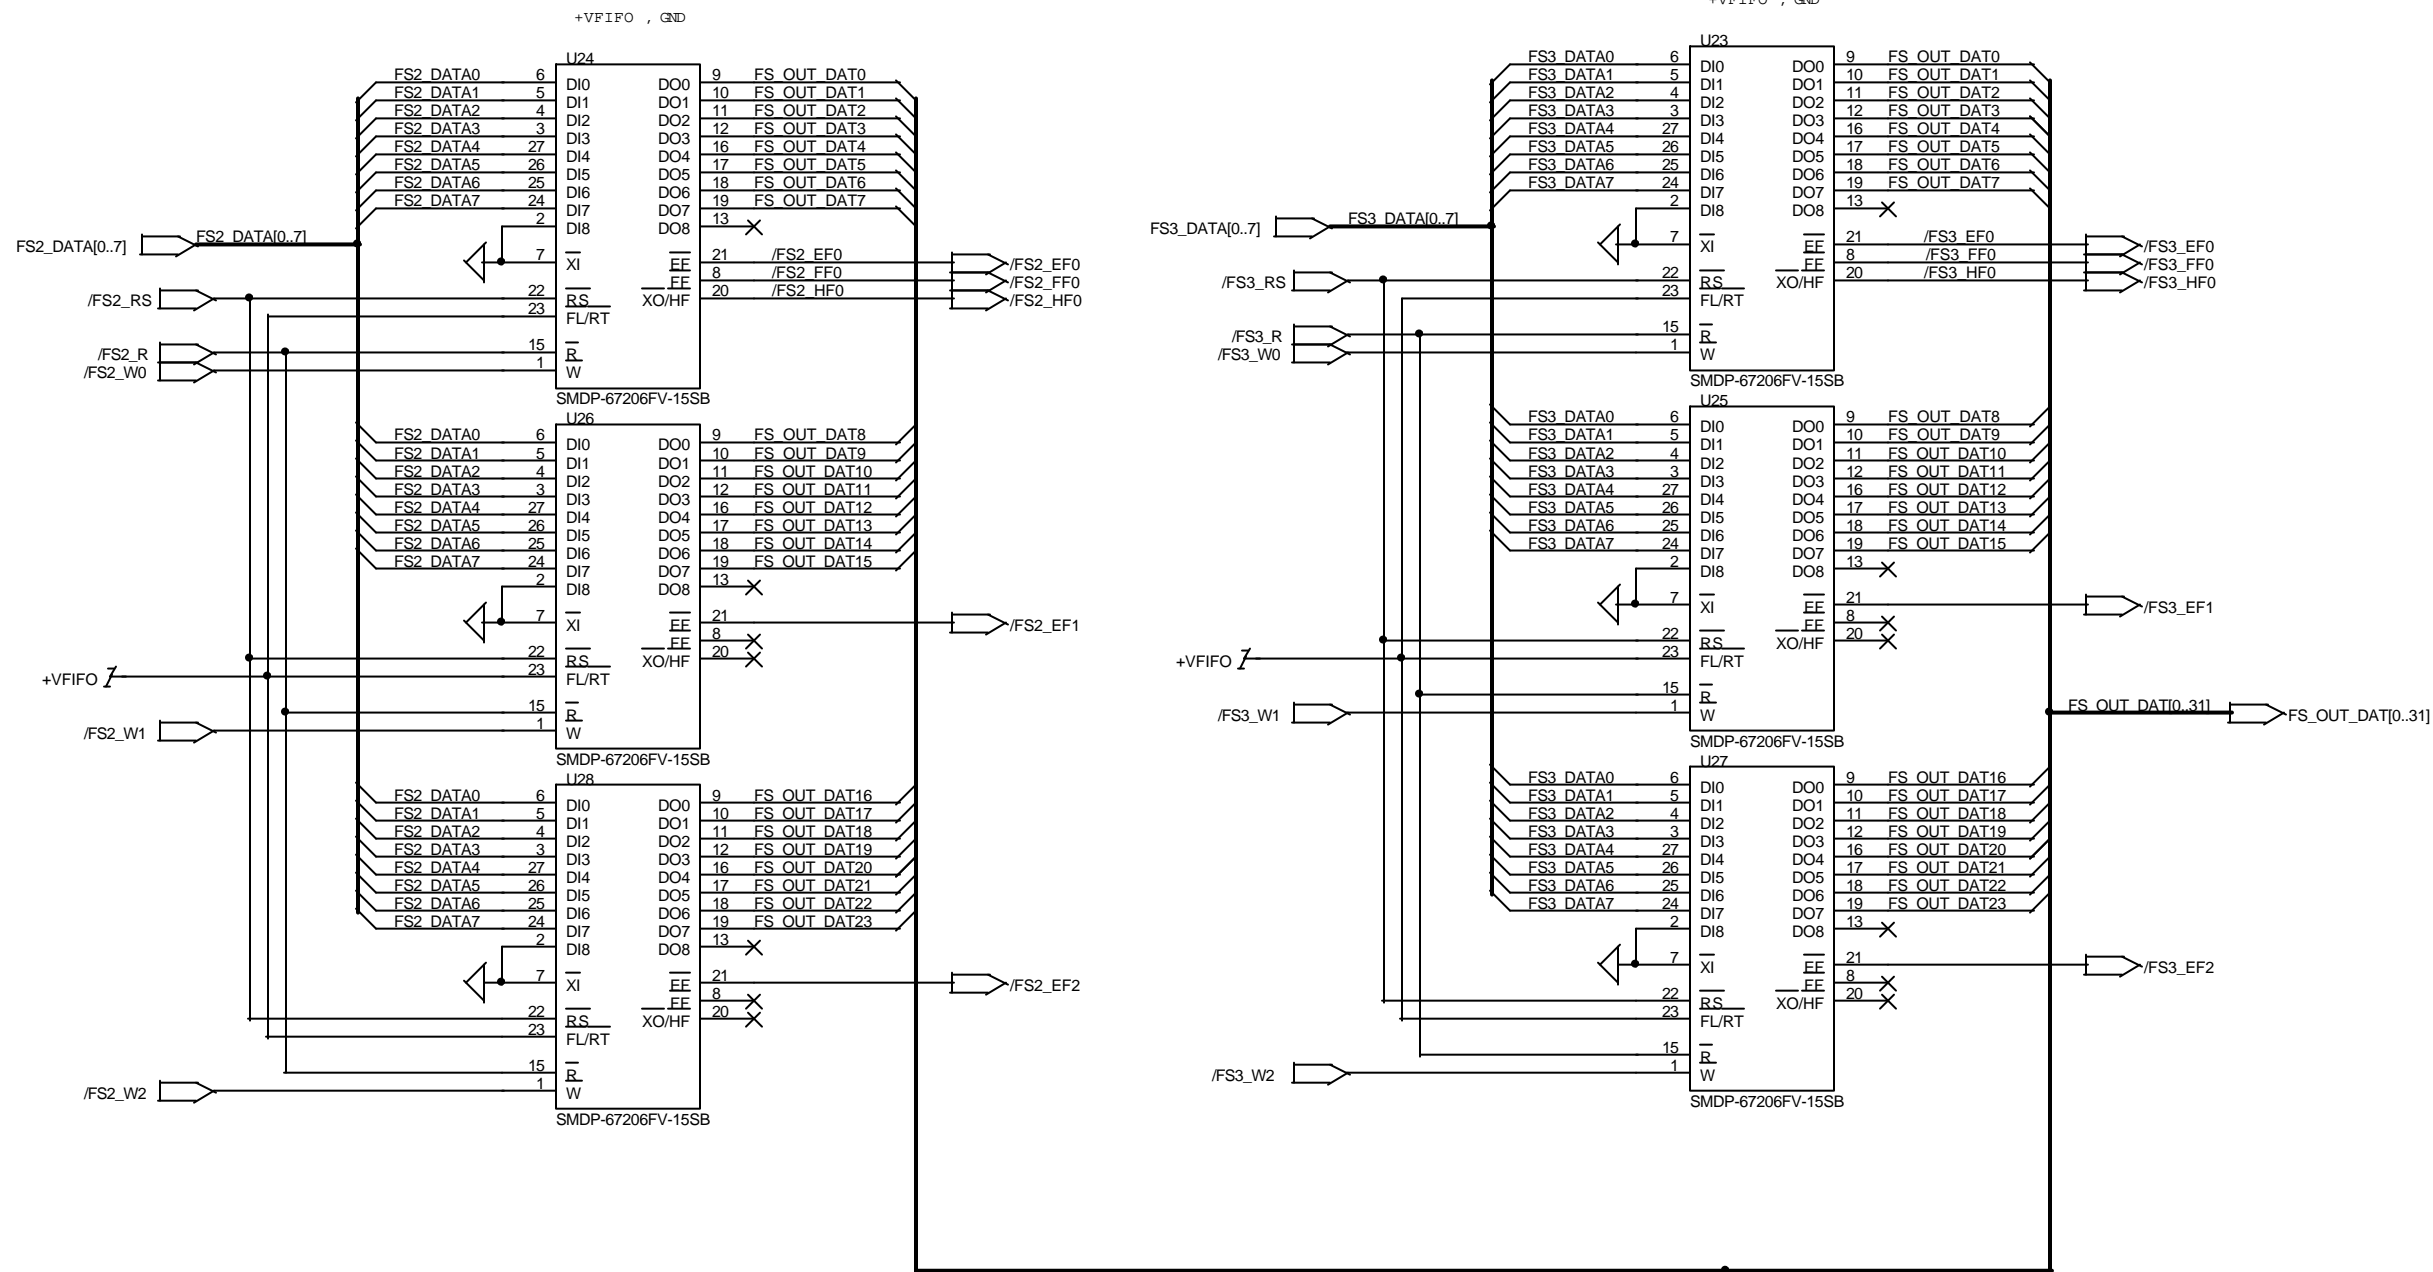 +VFIFO , GND
U24
FS2_DATA0 6 DI0 DO0 9 FS_OUT_DAT0
FS2_DATA1 5 DI1 DO1 10 FS_OUT_DAT1
FS2_DATA2 4 DI2 DO2 11 FS_OUT_DAT2
FS2_DATA3 3 DI3 DO3 12 FS_OUT_DAT3
FS2_DATA4 27 DI4 DO4 16 FS_OUT_DAT4
FS2_DATA5 26 DI5 DO5 17 FS_OUT_DAT5
FS2_DATA6 25 DI6 DO6 18 FS_OUT_DAT6
FS2_DATA7 24 DI7 DO7 19 FS_OUT_DAT7
2 DI8 DO8 13
FS2_DATA[0..7] FS2_DATA[0..7]
7 XI EF 21 /FS2_EF0 /FS2_EF0
FF 8 /FS2_FF0 /FS2_FF0
/FS2_RS 22 RS XO/HF 20 /FS2_HF0 /FS2_HF0
23 FL/RT
/FS2_R 15 R
/FS2_W0 1 W
SMDP-67206FV-15SB
U26
FS2_DATA0 6 DI0 DO0 9 FS_OUT_DAT8
FS2_DATA1 5 DI1 DO1 10 FS_OUT_DAT9
FS2_DATA2 4 DI2 DO2 11 FS_OUT_DAT10
FS2_DATA3 3 DI3 DO3 12 FS_OUT_DAT11
FS2_DATA4 27 DI4 DO4 16 FS_OUT_DAT12
FS2_DATA5 26 DI5 DO5 17 FS_OUT_DAT13
FS2_DATA6 25 DI6 DO6 18 FS_OUT_DAT14
FS2_DATA7 24 DI7 DO7 19 FS_OUT_DAT15
2 DI8 DO8 13
7 XI EF 21 /FS2_EF1
FF 8
22 RS XO/HF 20
+VFIFO 23 FL/RT
15 R
/FS2_W1 1 W
SMDP-67206FV-15SB
U28
FS2_DATA0 6 DI0 DO0 9 FS_OUT_DAT16
FS2_DATA1 5 DI1 DO1 10 FS_OUT_DAT17
FS2_DATA2 4 DI2 DO2 11 FS_OUT_DAT18
FS2_DATA3 3 DI3 DO3 12 FS_OUT_DAT19
FS2_DATA4 27 DI4 DO4 16 FS_OUT_DAT20
FS2_DATA5 26 DI5 DO5 17 FS_OUT_DAT21
FS2_DATA6 25 DI6 DO6 18 FS_OUT_DAT22
FS2_DATA7 24 DI7 DO7 19 FS_OUT_DAT23
2 DI8 DO8 13
7 XI EF 21 /FS2_EF2
FF 8
22 RS XO/HF 20
23 FL/RT
15 R
/FS2_W2 1 W
SMDP-67206FV-15SB
+VFIFO , GND
U23
FS3_DATA0 6 DI0 DO0 9 FS_OUT_DAT0
FS3_DATA1 5 DI1 DO1 10 FS_OUT_DAT1
FS3_DATA2 4 DI2 DO2 11 FS_OUT_DAT2
FS3_DATA3 3 DI3 DO3 12 FS_OUT_DAT3
FS3_DATA4 27 DI4 DO4 16 FS_OUT_DAT4
FS3_DATA5 26 DI5 DO5 17 FS_OUT_DAT5
FS3_DATA6 25 DI6 DO6 18 FS_OUT_DAT6
FS3_DATA7 24 DI7 DO7 19 FS_OUT_DAT7
2 DI8 DO8 13
FS3_DATA[0..7] FS3_DATA[0..7]
7 XI EF 21 /FS3_EF0 /FS3_EF0
FF 8 /FS3_FF0 /FS3_FF0
/FS3_RS 22 RS XO/HF 20 /FS3_HF0 /FS3_HF0
23 FL/RT
/FS3_R 15 R
/FS3_W0 1 W
SMDP-67206FV-15SB
U25
FS3_DATA0 6 DI0 DO0 9 FS_OUT_DAT8
FS3_DATA1 5 DI1 DO1 10 FS_OUT_DAT9
FS3_DATA2 4 DI2 DO2 11 FS_OUT_DAT10
FS3_DATA3 3 DI3 DO3 12 FS_OUT_DAT11
FS3_DATA4 27 DI4 DO4 16 FS_OUT_DAT12
FS3_DATA5 26 DI5 DO5 17 FS_OUT_DAT13
FS3_DATA6 25 DI6 DO6 18 FS_OUT_DAT14
FS3_DATA7 24 DI7 DO7 19 FS_OUT_DAT15
2 DI8 DO8 13
7 XI EF 21 /FS3_EF1
FF 8
22 RS XO/HF 20
+VFIFO 23 FL/RT
15 R
/FS3_W1 1 W
FS_OUT_DAT[0..31] FS_OUT_DAT[0..31]
SMDP-67206FV-15SB
U27
FS3_DATA0 6 DI0 DO0 9 FS_OUT_DAT16
FS3_DATA1 5 DI1 DO1 10 FS_OUT_DAT17
FS3_DATA2 4 DI2 DO2 11 FS_OUT_DAT18
FS3_DATA3 3 DI3 DO3 12 FS_OUT_DAT19
FS3_DATA4 27 DI4 DO4 16 FS_OUT_DAT20
FS3_DATA5 26 DI5 DO5 17 FS_OUT_DAT21
FS3_DATA6 25 DI6 DO6 18 FS_OUT_DAT22
FS3_DATA7 24 DI7 DO7 19 FS_OUT_DAT23
2 DI8 DO8 13
7 XI EF 21 /FS3_EF2
FF 8
22 RS XO/HF 20
23 FL/RT
15 R
/FS3_W2 1 W
SMDP-67206FV-15SB